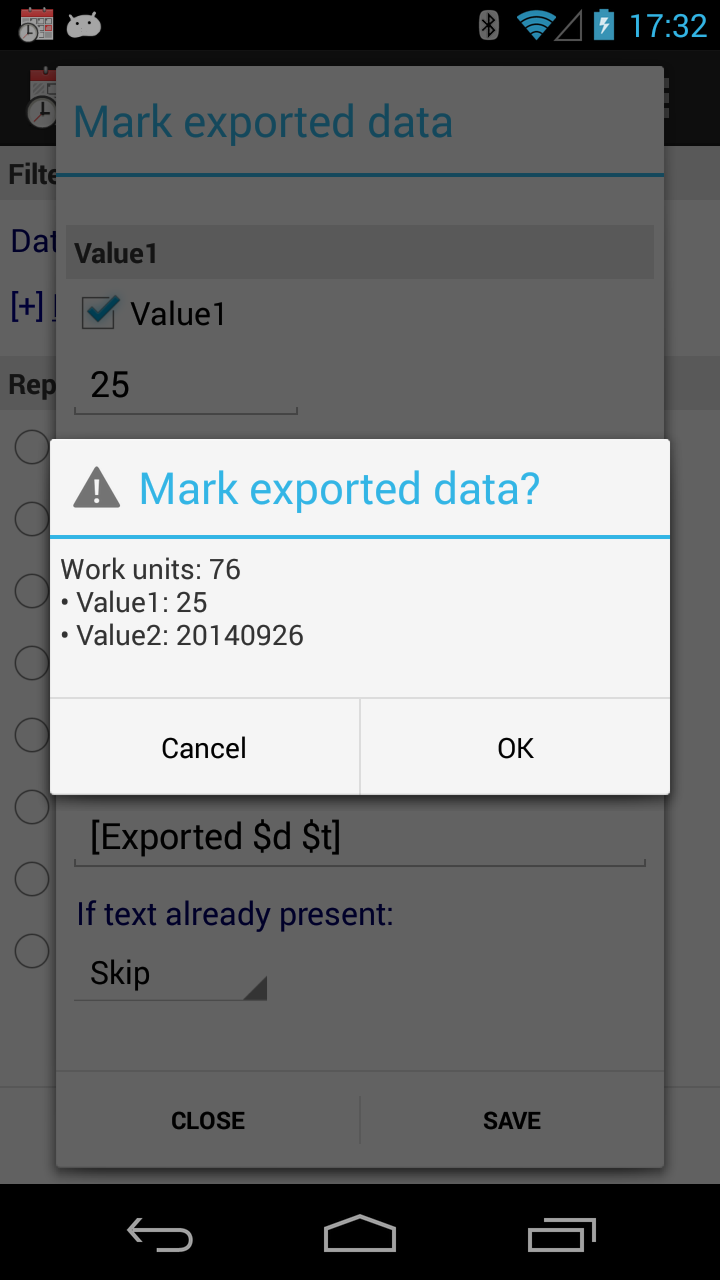 17:32
Mark exported data
Filte
Dat
Value1
[+]
Value1
Rep
25
Mark exported data?
Work units: 76
• Value1: 25
• Value2: 20140926
Cancel
OK
[Exported $d $t]
If text already present:
Skip
CLOSE
SAVE